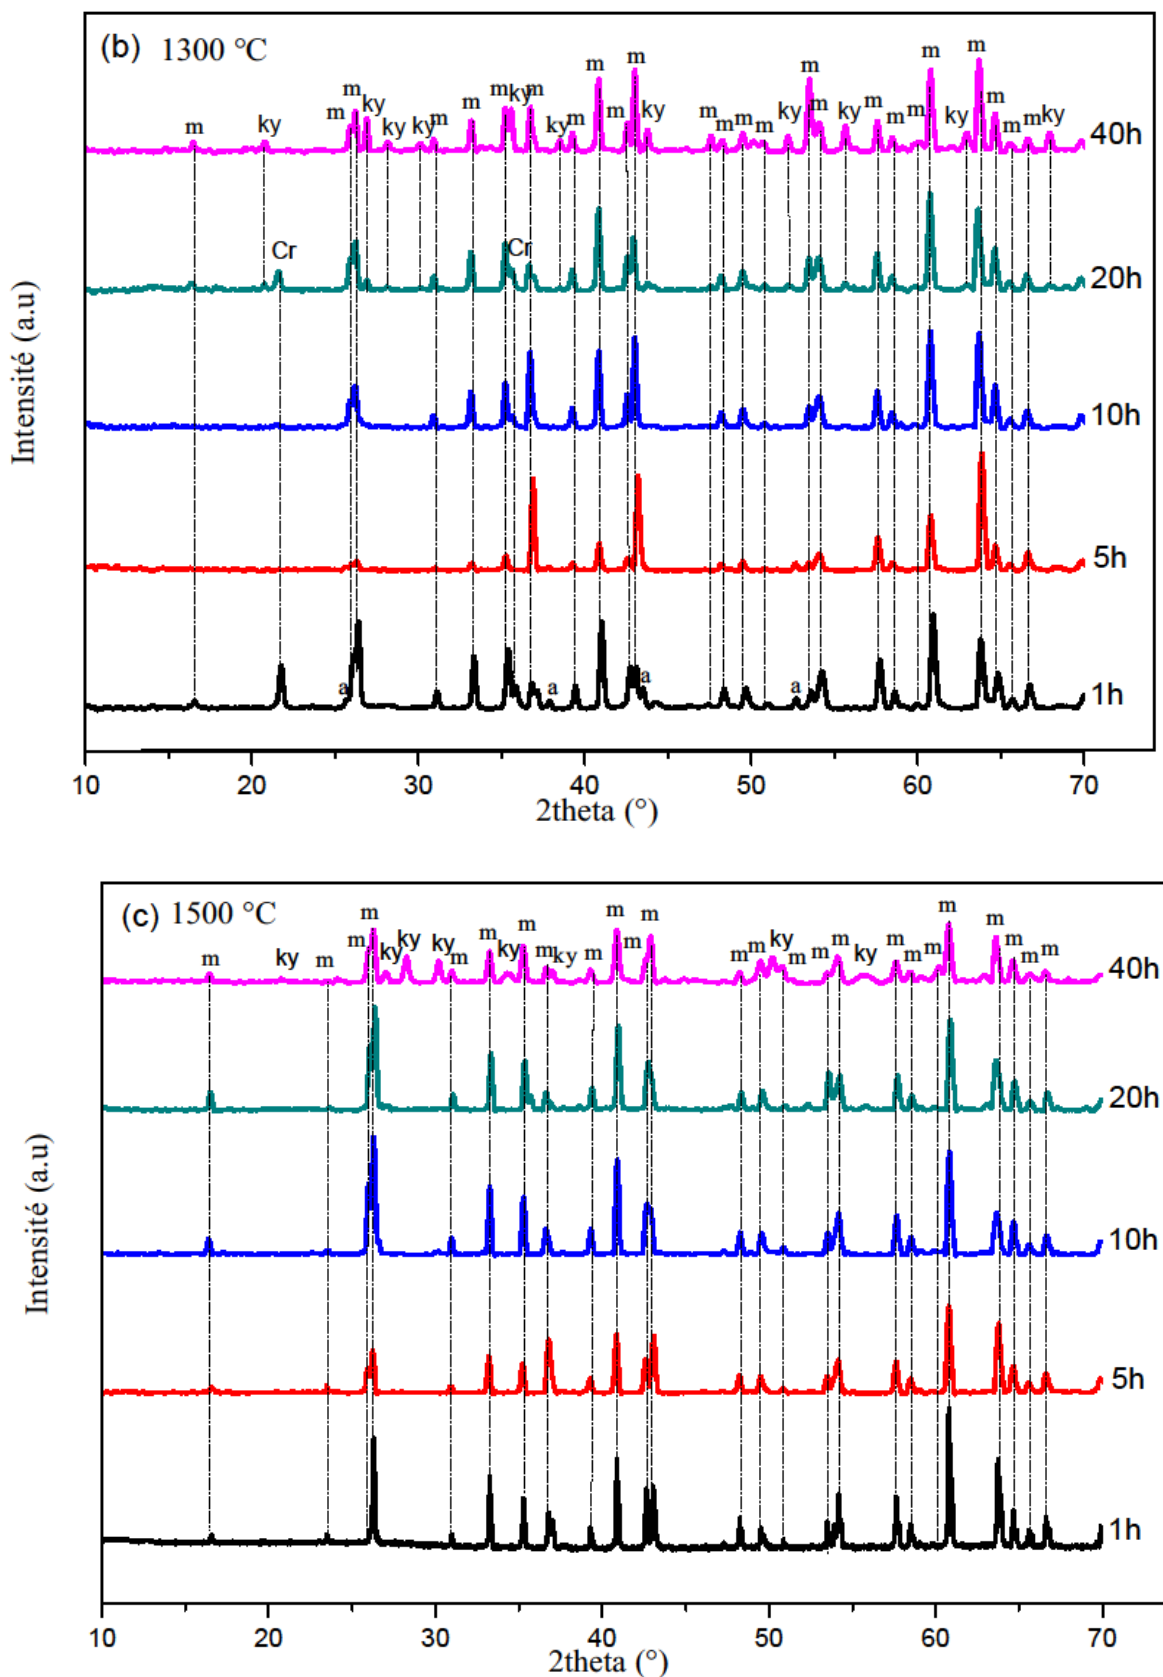 (b) 1300 °C
m m m ky ky ky m m m ky m ky m m m m ky m m m m ky m m ky m m ky m m m m m ky
40h
Cr Cr
20h
10h
5h
a a a a
1h
Intensité (a.u)
10 20 30 40 50 60 70
2theta (°)
(c) 1500 °C
m ky m m m ky ky ky m m ky m m ky m m m m m m ky m m m ky m m m m m m m m
40h
20h
10h
5h
1h
Intensité (a.u)
10 20 30 40 50 60 70
2theta (°)